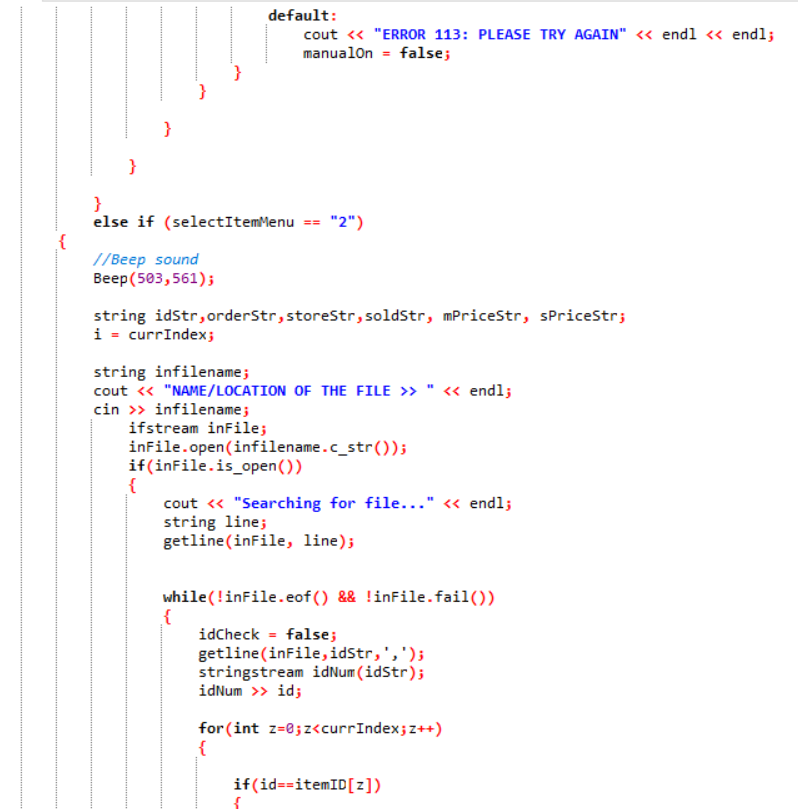 default:
cout << "ERROR 113: PLEASE TRY AGAIN" << endl << endl;
manualOn = false;
}
}
}
}
}
else if (selectItemMenu == "2")
{
//Beep sound
Beep(503,561);
string idStr,orderStr,storeStr,soldStr, mPriceStr, sPriceStr;
i = currIndex;
string infilename;
cout << "NAME/LOCATION OF THE FILE >> " << endl;
cin >> infilename;
ifstream inFile;
inFile.open(infilename.c_str());
if(inFile.is_open())
{
cout << "Searching for file..." << endl;
string line;
getline(inFile, line);
while(!inFile.eof() && !inFile.fail())
{
idCheck = false;
getline(inFile,idStr,',');
stringstream idNum(idStr);
idNum >> id;
for(int z=0;z<currIndex;z++)
{
if(id==itemID[z])
{